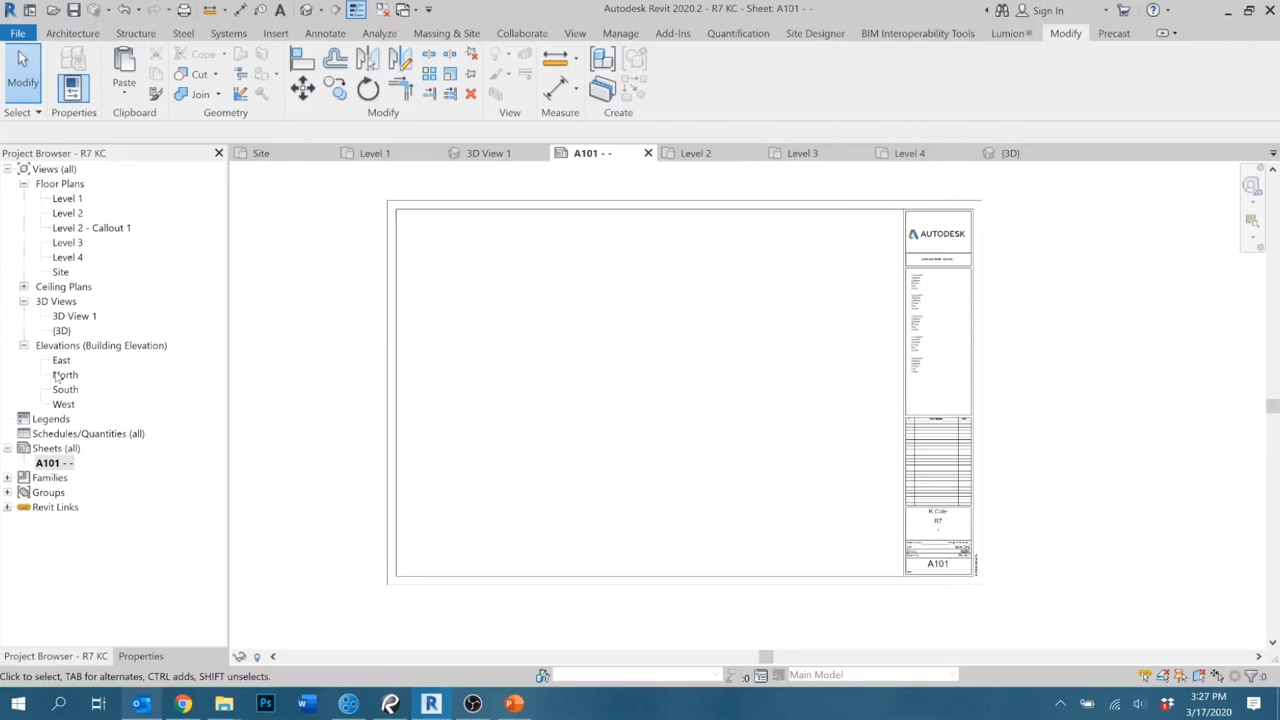 Autodesk Revit 2020.2 - R7 KC - Sheet: A101 - -
Sign In
File Architecture Structure Steel Systems Insert Annotate Analyze Massing & Site Collaborate View Manage Add-Ins Quantification Site Designer BIM Interoperability Tools Lumion® Modify Precast
Modify
Paste
Cope
Cut
Join
Select Properties Clipboard Geometry Modify View Measure Create
Project Browser - R7 KC
Site
Level 1
3D View 1
A101 - -
Level 2
Level 3
Level 4
(3D)
Views (all)
Floor Plans
Level 1
Level 2
Level 2 - Callout 1
Level 3
Level 4
Site
Ceiling Plans
3D Views
3D View 1
(3D)
Elevations (Building Elevation)
East
North
South
West
Legends
Schedules/Quantities (all)
Sheets (all)
A101 - -
Families
Groups
Revit Links
2D
AUTODESK
K Cole
R7
-
A101
Project Browser - R7 KC
Properties
Click to select, TAB for alternates, CTRL adds, SHIFT unselects.
:0
Main Model
:0
3:27 PM
3/17/2020